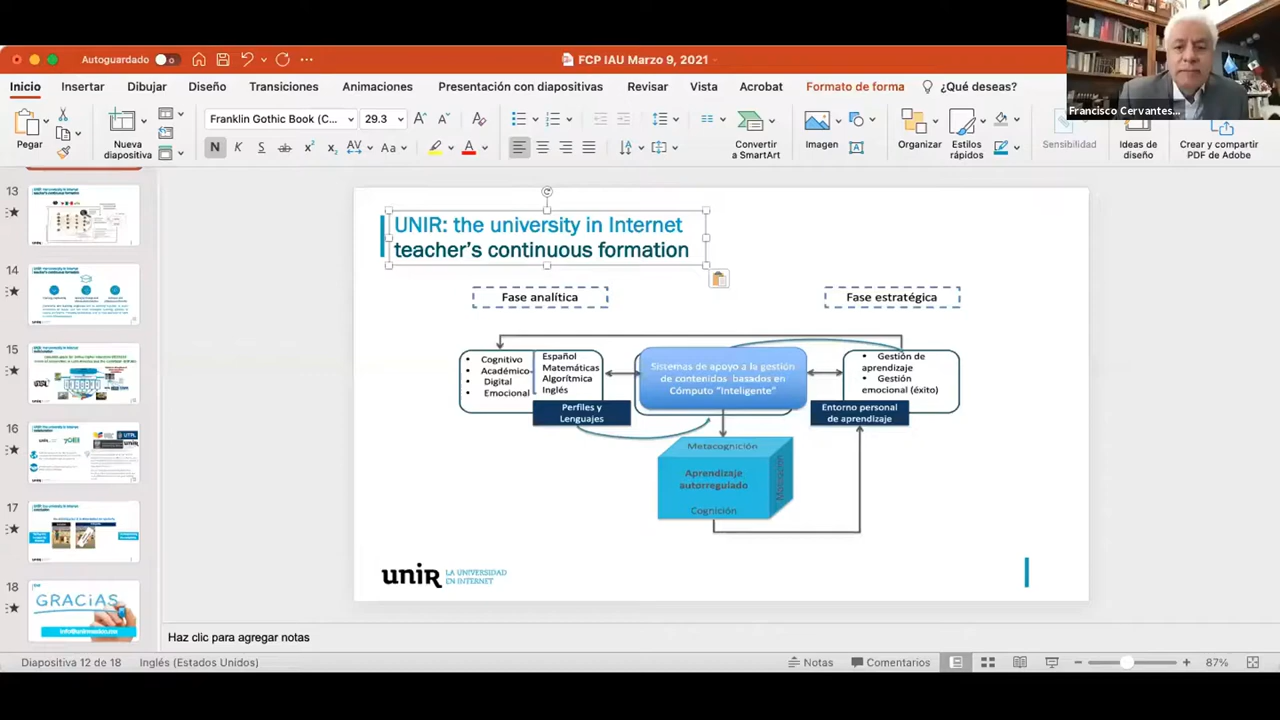 Autoguardado
FCP IAU Marzo 9, 2021
Francisco Cervantes...
Inicio Insertar Dibujar Diseño Transiciones Animaciones Presentación con diapositivas Revisar Vista Acrobat Formato de forma ¿Qué deseas?
Pegar
Nueva diapositiva
Franklin Gothic Book (C... 29.3
N K S ab x² x₂ AV Aa A
Convertir a SmartArt
Imagen
Organizar
Estilos rápidos
Sensibilidad
Ideas de diseño
Crear y compartir PDF de Adobe
13
14
15
16
17
18
GRACIAS
UNIR: the university in Internet
teacher's continuous formation
Fase analítica
Fase estratégica
• Cognitivo
• Académico
• Digital
• Emocional
Español
Matemáticas
Algorítmica
Inglés
Perfiles y
Lenguajes
Sistemas de apoyo a la gestión
de contenidos basados en
Cómputo "Inteligente"
• Gestión de
aprendizaje
• Gestión
emocional (éxito)
Entorno personal
de aprendizaje
Metacognición
Aprendizaje
autorregulado
Cognición
unir LA UNIVERSIDAD
EN INTERNET
Haz clic para agregar notas
Diapositiva 12 de 18 Inglés (Estados Unidos) Notas Comentarios 87%